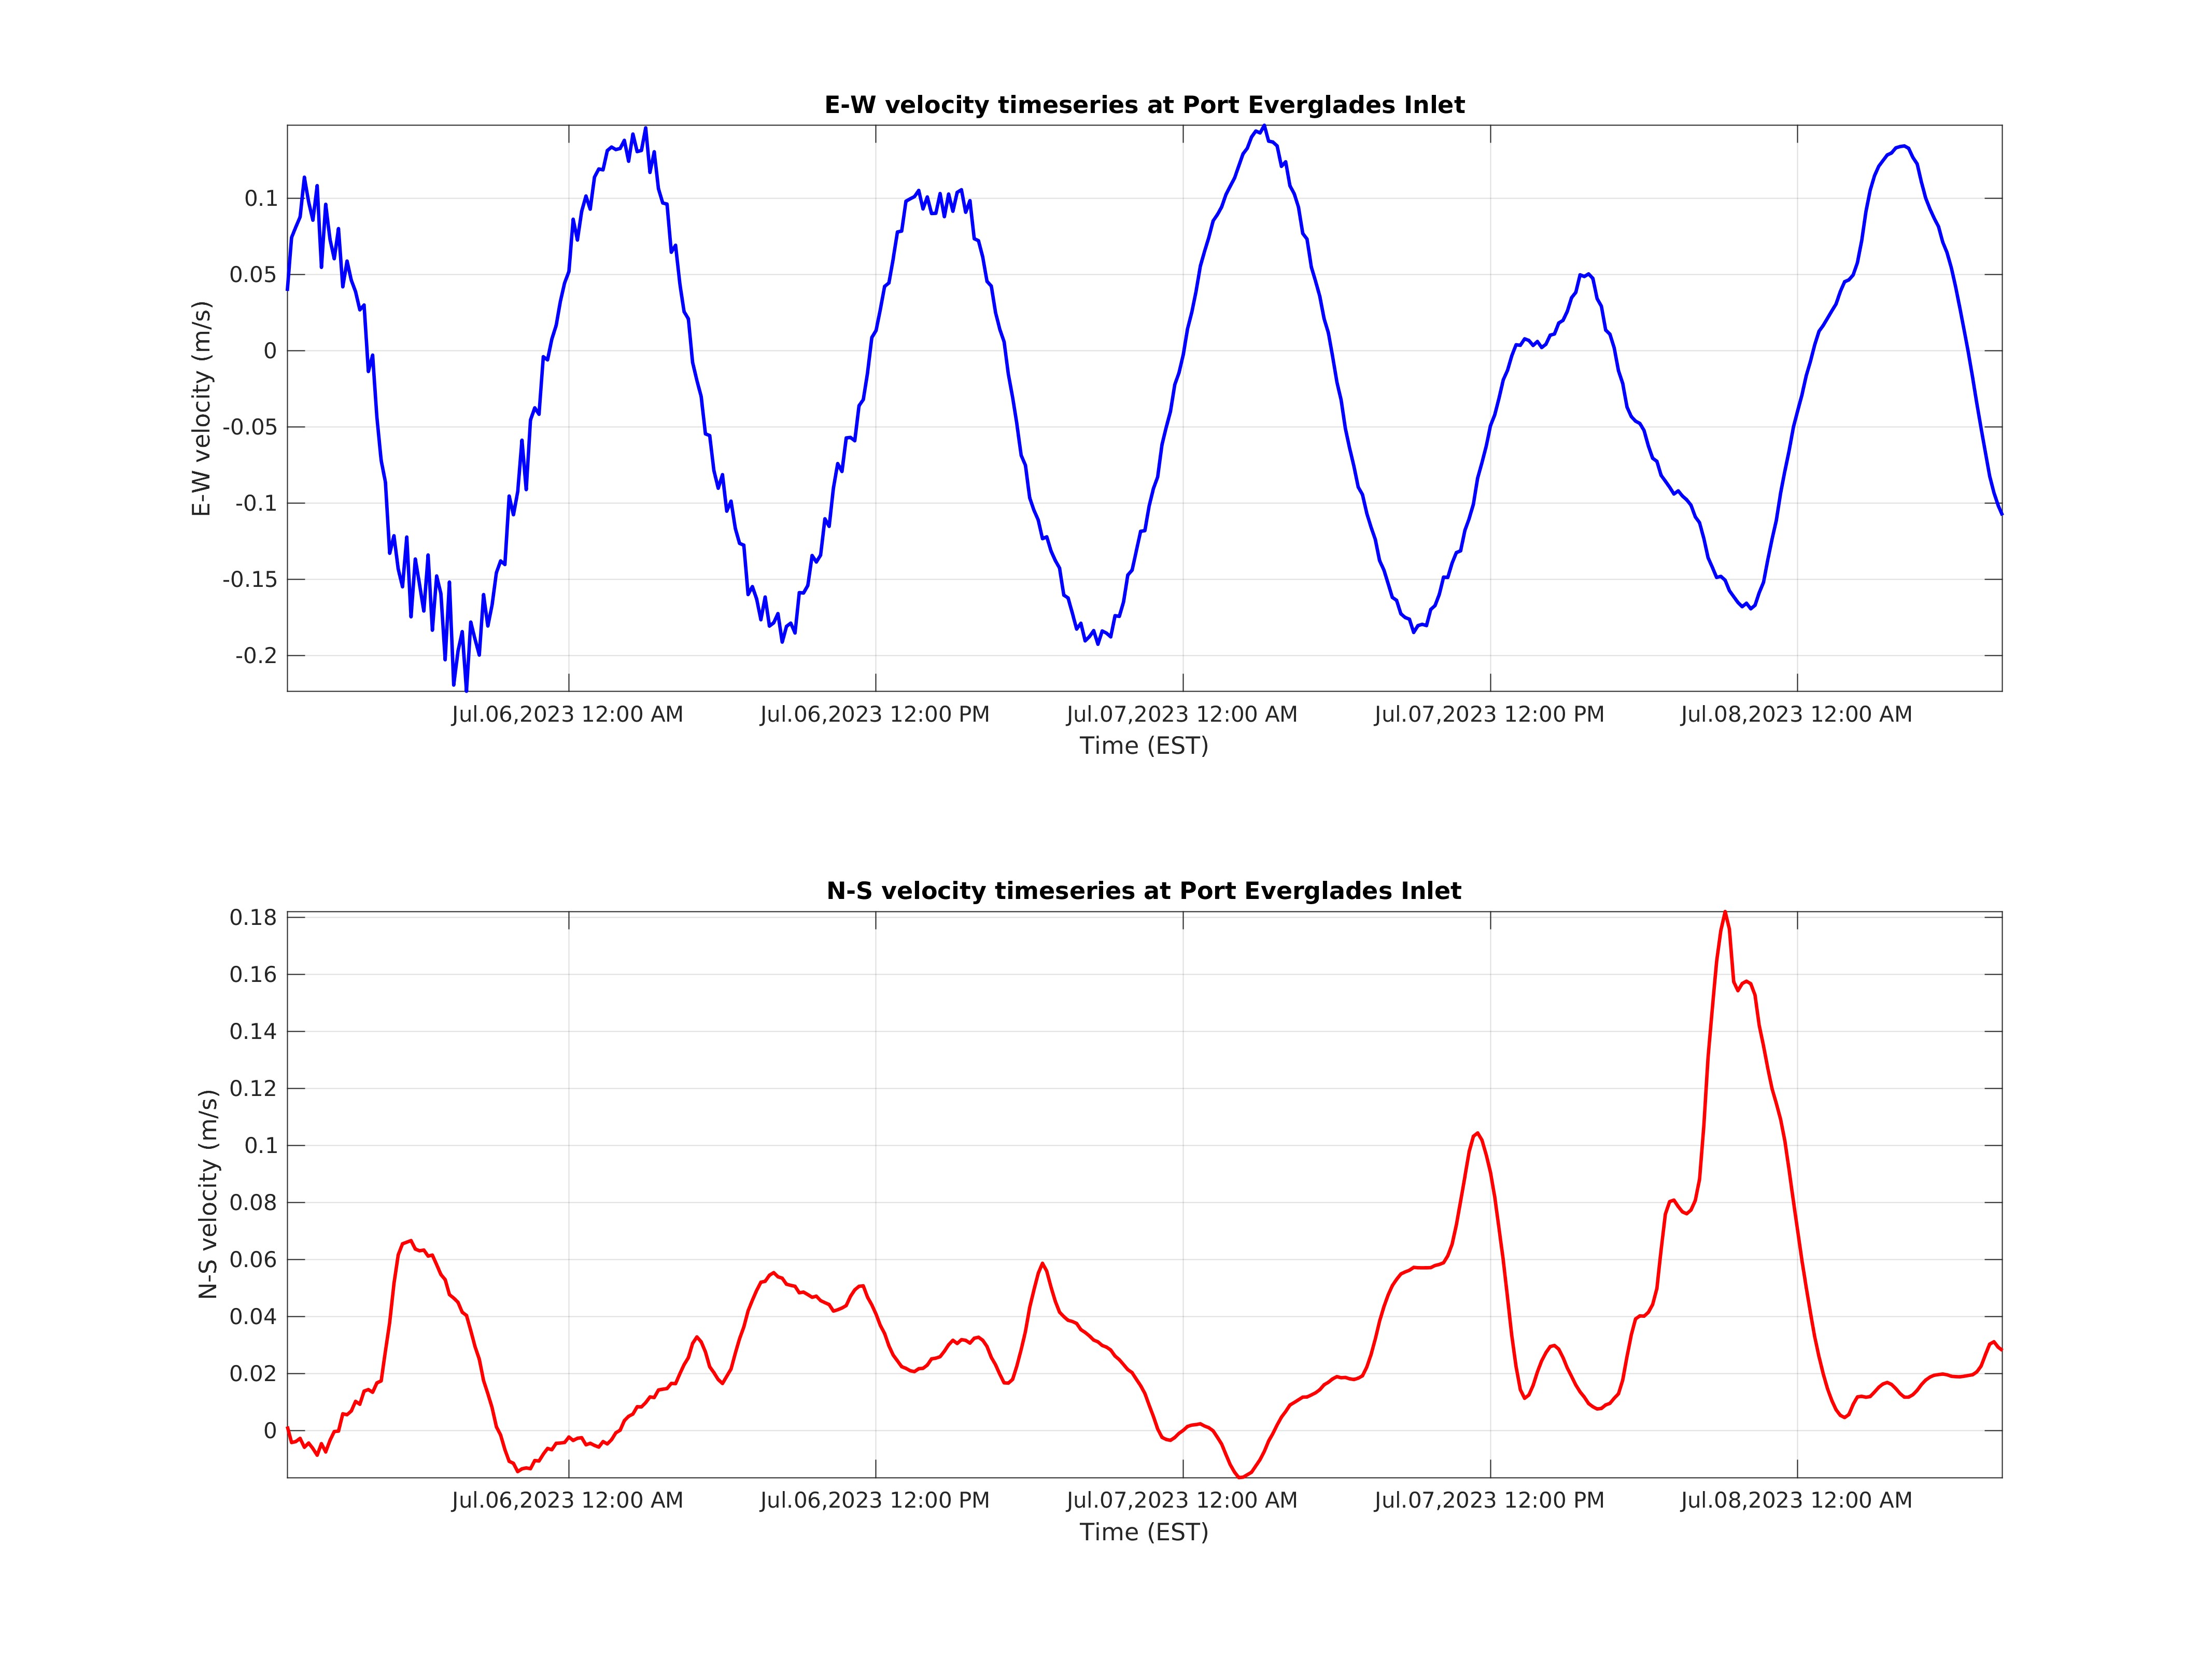 E-W velocity timeseries at Port Everglades Inlet
E-W velocity (m/s)
0.1
0.05
0
-0.05
-0.1
-0.15
-0.2
Jul.06,2023 12:00 AM Jul.06,2023 12:00 PM Jul.07,2023 12:00 AM Jul.07,2023 12:00 PM Jul.08,2023 12:00 AM
Time (EST)
N-S velocity timeseries at Port Everglades Inlet
N-S velocity (m/s)
0.18
0.16
0.14
0.12
0.1
0.08
0.06
0.04
0.02
0
Jul.06,2023 12:00 AM Jul.06,2023 12:00 PM Jul.07,2023 12:00 AM Jul.07,2023 12:00 PM Jul.08,2023 12:00 AM
Time (EST)